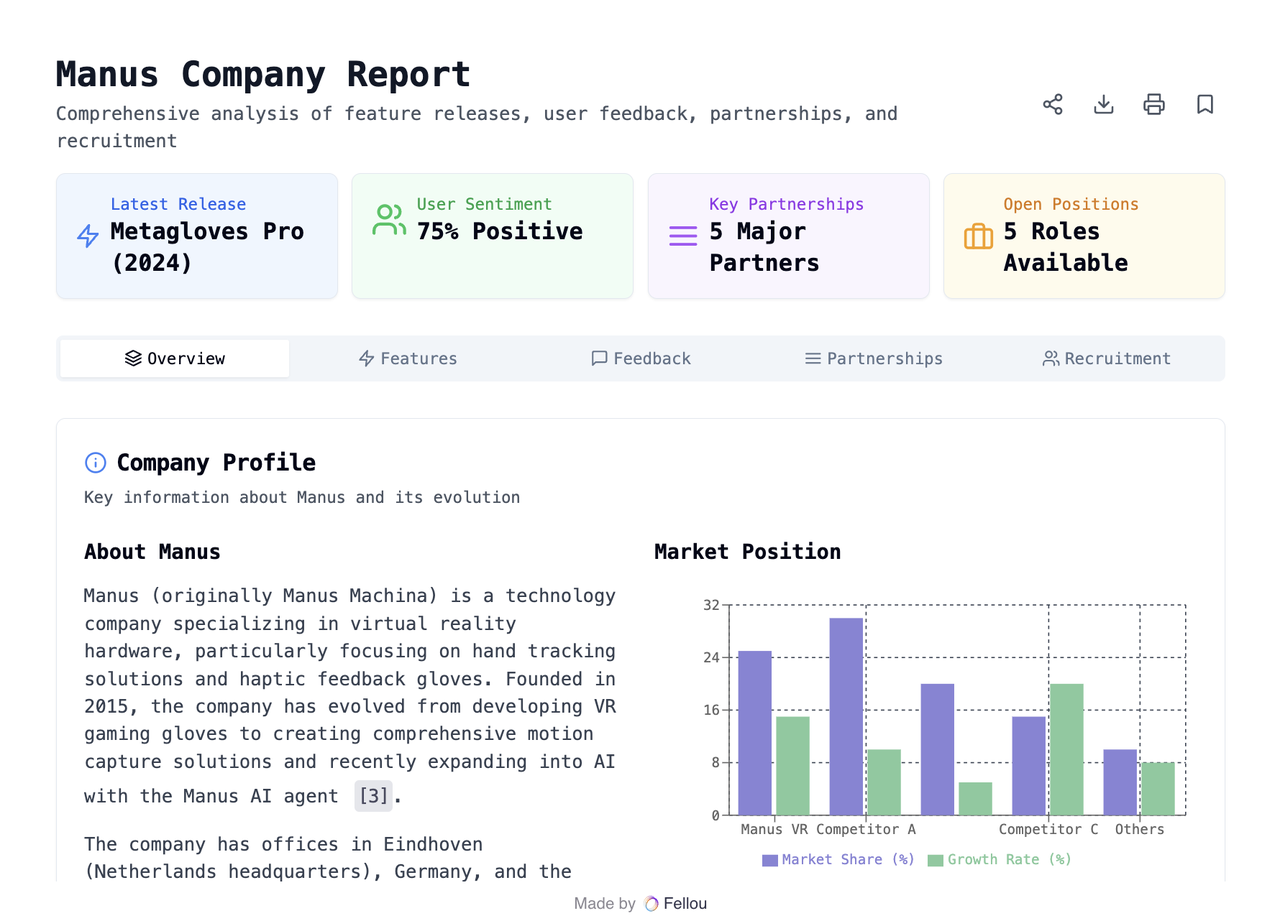 Manus Company Report
Comprehensive analysis of feature releases, user feedback, partnerships, and
recruitment
Latest Release
Metagloves Pro
(2024)
User Sentiment
75% Positive
Key Partnerships
5 Major
Partners
Open Positions
5 Roles
Available
Overview
Features
Feedback
Partnerships
Recruitment
Company Profile
Key information about Manus and its evolution
About Manus
Manus (originally Manus Machina) is a technology
company specializing in virtual reality
hardware, particularly focusing on hand tracking
solutions and haptic feedback gloves. Founded in
2015, the company has evolved from developing VR
gaming gloves to creating comprehensive motion
capture solutions and recently expanding into AI
with the Manus AI agent [3].
The company has offices in Eindhoven
(Netherlands headquarters), Germany, and the
Market Position
32
24
16
8
0
Manus VR Competitor A Competitor C Others
Market Share (%) Growth Rate (%)
Made by Fellou